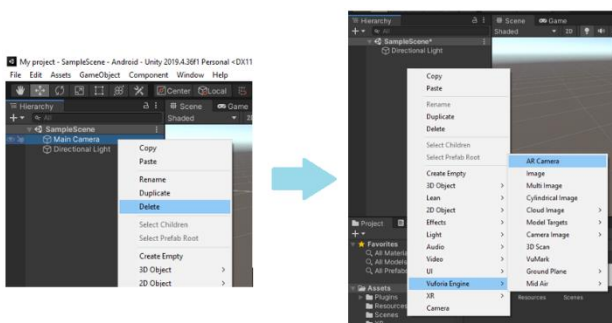 My project - SampleScene - Android - Unity 2019.4.36f1 Personal <DX11
File Edit Assets GameObject Component Window Help
Center Local
Hierarchy
Scene Game
All
Shaded
SampleScene
Main Camera
Directional Light
Copy
Paste
Rename
Duplicate
Delete
Select Children
Select Prefab Root
Create Empty
3D Object
2D Object
Hierarchy
Scene Game
All
Shaded 2D
SampleScene*
Directional Light
Copy
Paste
Rename
Duplicate
Delete
Select Children
Select Prefab Root
Create Empty
3D Object
Lean
2D Object
Effects
Light
Audio
Video
UI
Vuforia Engine
XR
Camera
AR Camera
Image
Multi Image
Cylindrical Image
Cloud Image
Model Targets
Camera Image
3D Scan
VuMark
Ground Plane
Mid Air
Project
Favorites
All Materia
All Models
All Prefabs
Assets
Plugins
Resources
Scenes
XR
Resources Scenes